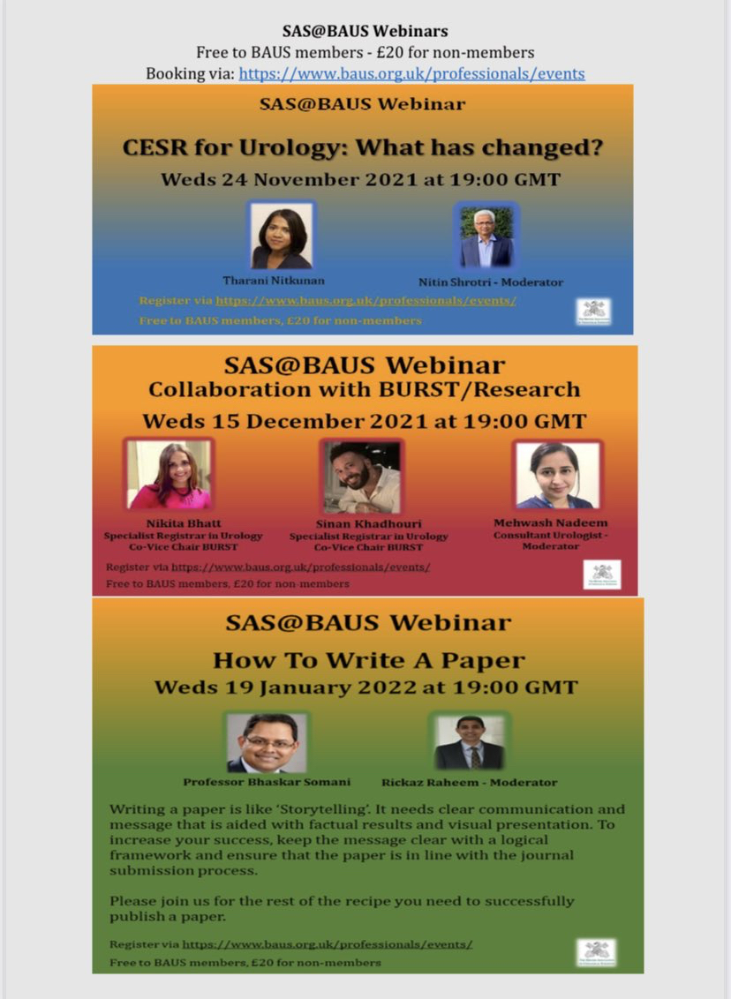 SAS@BAUS Webinars
Free to BAUS members - £20 for non-members
Booking via: https://www.baus.org.uk/professionals/events
SAS@BAUS Webinar
CESR for Urology: What has changed?
Weds 24 November 2021 at 19:00 GMT
Tharani Nitkunan
Nitin Shrotri - Moderator
Register via https://www.baus.org.uk/professionals/events/
Free to BAUS members, £20 for non-members
SAS@BAUS Webinar
Collaboration with BURST/Research
Weds 15 December 2021 at 19:00 GMT
Nikita Bhatt
Specialist Registrar in Urology
Co-Vice Chair BURST
Sinan Khadhouri
Specialist Registrar in Urology
Co-Vice Chair BURST
Mehwash Nadeem
Consultant Urologist -
Moderator
Register via https://www.baus.org.uk/professionals/events/
Free to BAUS members, £20 for non-members
SAS@BAUS Webinar
How To Write A Paper
Weds 19 January 2022 at 19:00 GMT
Professor Bhaskar Somani
Rickaz Raheem - Moderator
Writing a paper is like ‘Storytelling’. It needs clear communication and
message that is aided with factual results and visual presentation. To
increase your success, keep the message clear with a logical
framework and ensure that the paper is in line with the journal
submission process.
Please join us for the rest of the recipe you need to successfully
publish a paper.
Register via https://www.baus.org.uk/professionals/events/
Free to BAUS members, £20 for non-members